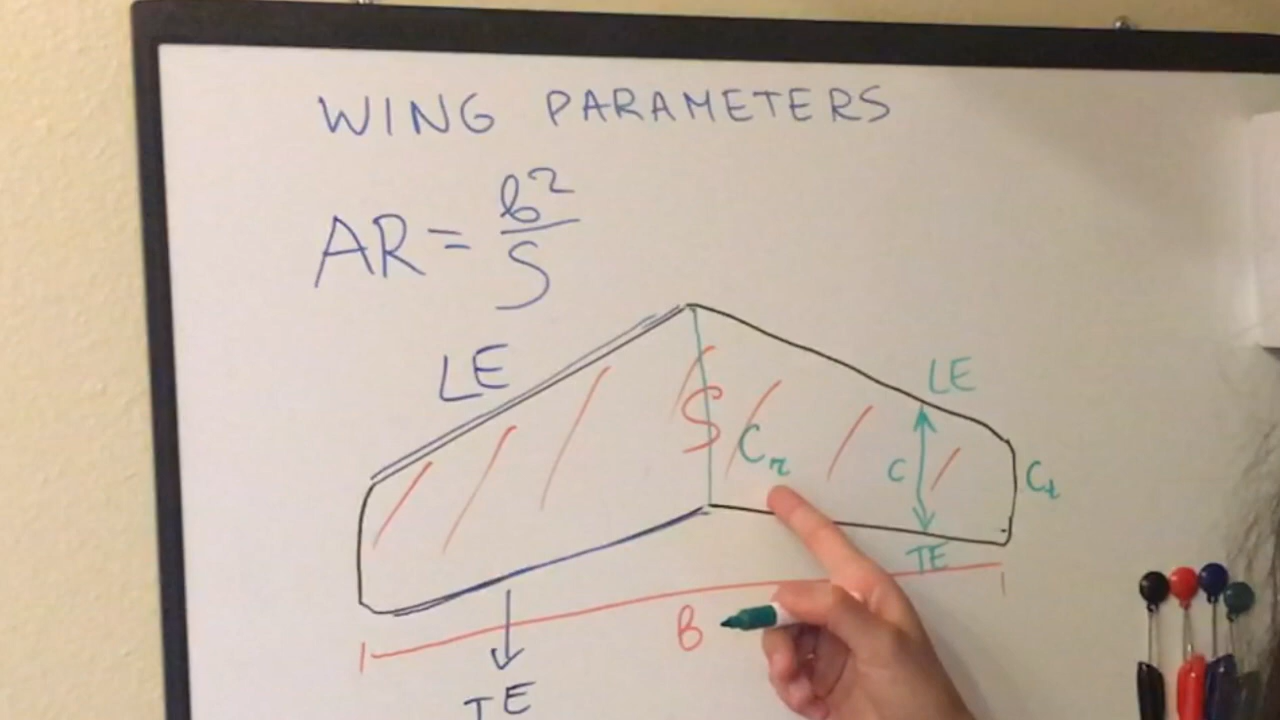 WING PARAMETERS
AR = b²/S
LE
LE
S
Cr
C
Ct
TE
B
TE